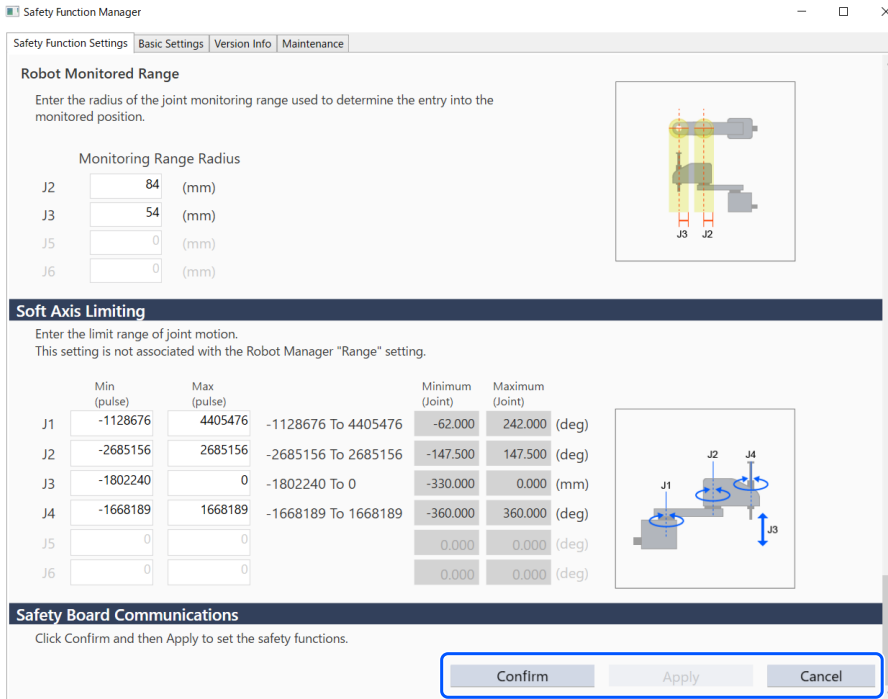 Safety Function Manager
Safety Function Settings Basic Settings Version Info Maintenance
Robot Monitored Range
Enter the radius of the joint monitoring range used to determine the entry into the
monitored position.
Monitoring Range Radius
J2 84 (mm)
J3 54 (mm)
J5 0 (mm)
J6 0 (mm)
J3 J2
Soft Axis Limiting
Enter the limit range of joint motion.
This setting is not associated with the Robot Manager "Range" setting.
Min Max Minimum Maximum
(pulse) (pulse) (Joint) (Joint)
J1 -1128676 4405476 -1128676 To 4405476 -62.000 242.000 (deg)
J2 -2685156 2685156 -2685156 To 2685156 -147.500 147.500 (deg)
J3 -1802240 0 -1802240 To 0 -330.000 0.000 (mm)
J4 -1668189 1668189 -1668189 To 1668189 -360.000 360.000 (deg)
J5 0 0 0.000 0.000 (deg)
J6 0 0 0.000 0.000 (deg)
J2 J4
J1
J3
Safety Board Communications
Click Confirm and then Apply to set the safety functions.
Confirm Apply Cancel